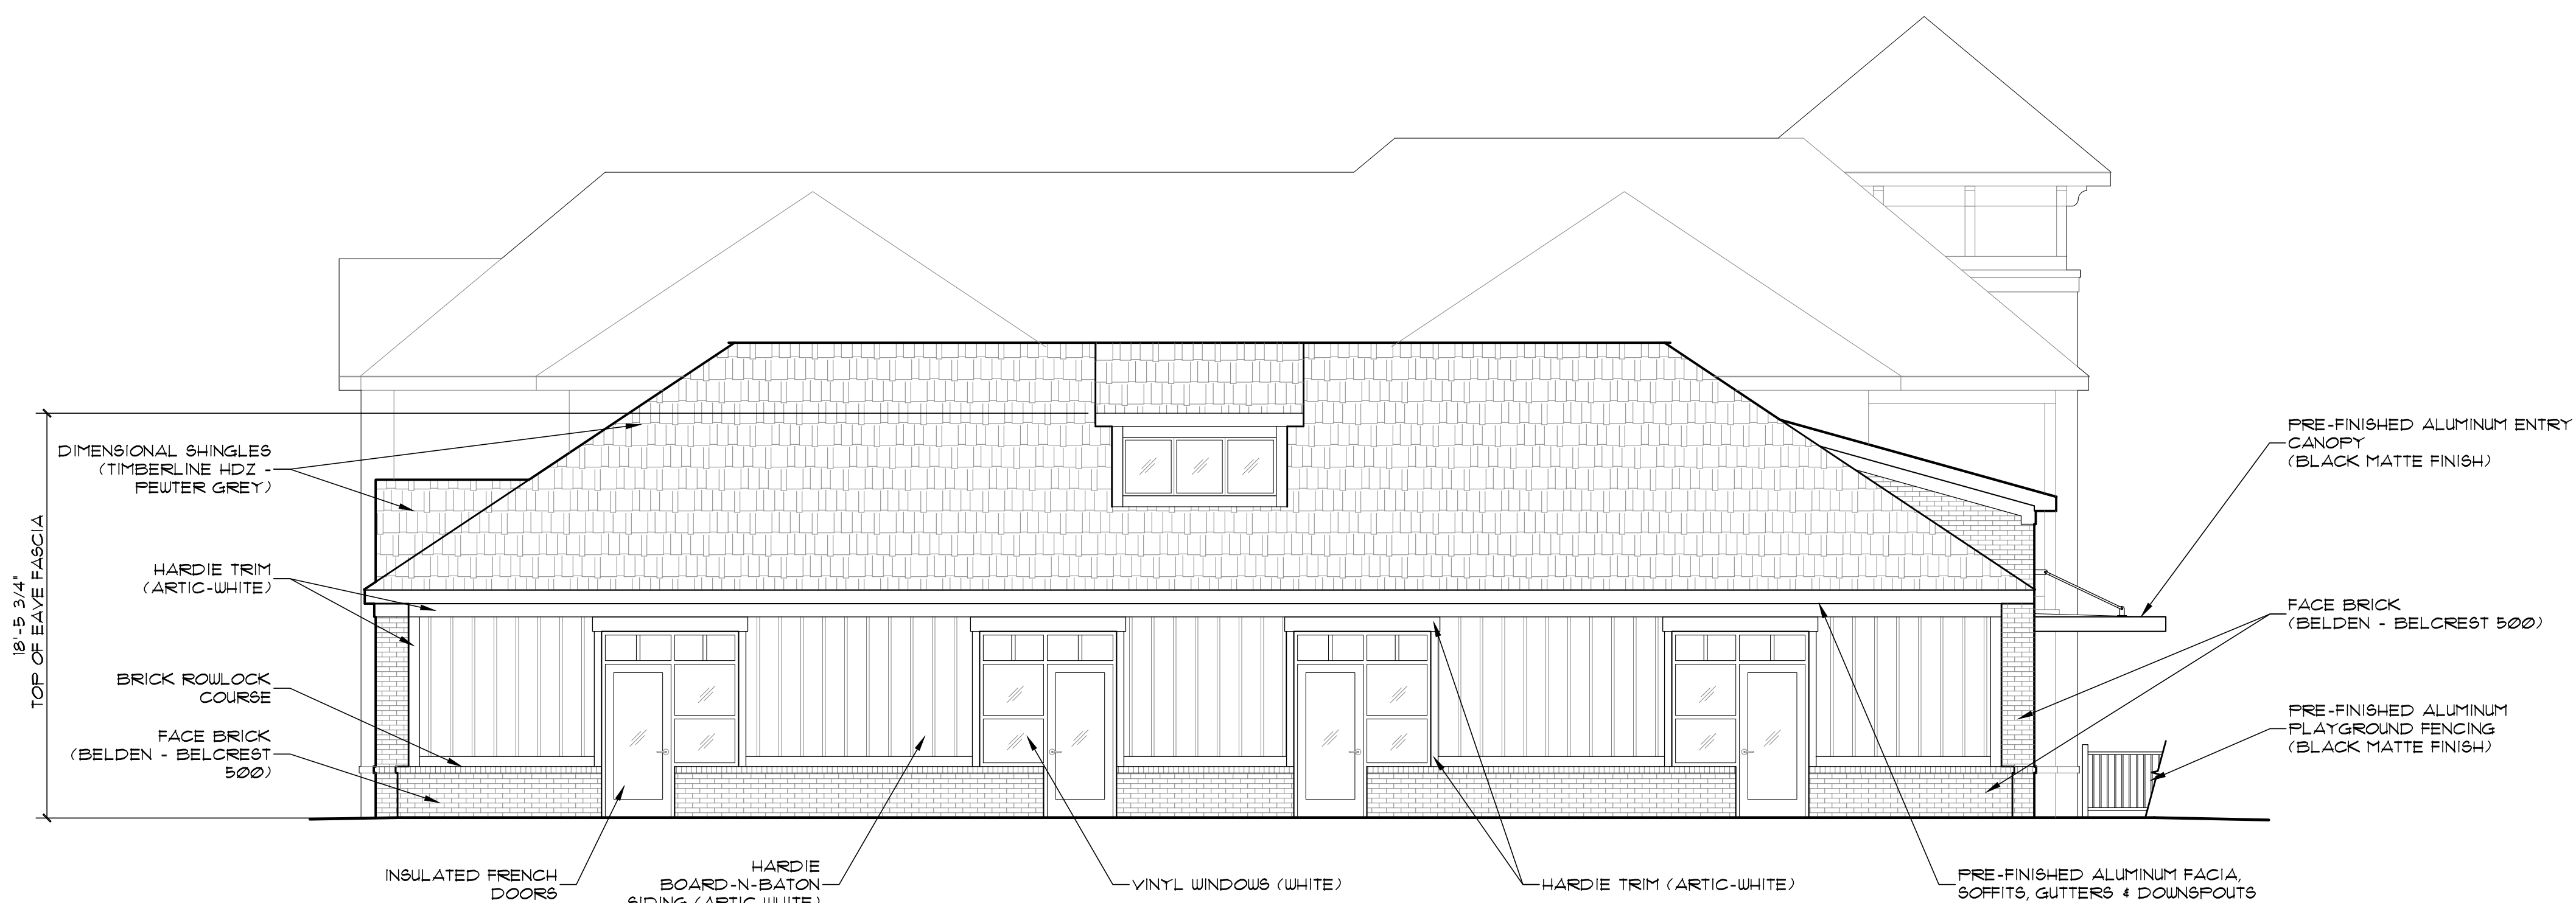 DIMENSIONAL SHINGLES
(TIMBERLINE HDZ -
PEWTER GREY)
18'-5 3/4"
TOP OF EAVE FASCIA
HARDIE TRIM
(ARTIC-WHITE)
BRICK ROWLOCK
COURSE
FACE BRICK
(BELDEN - BELCREST
500)
INSULATED FRENCH
DOORS
HARDIE
BOARD-N-BATON
SIDING (ARTIC-WHITE)
VINYL WINDOWS (WHITE)
HARDIE TRIM (ARTIC-WHITE)
PRE-FINISHED ALUMINUM FACIA,
SOFFITS, GUTTERS & DOWNSPOUTS
PRE-FINISHED ALUMINUM ENTRY
CANOPY
(BLACK MATTE FINISH)
FACE BRICK
(BELDEN - BELCREST 500)
PRE-FINISHED ALUMINUM
PLAYGROUND FENCING
(BLACK MATTE FINISH)